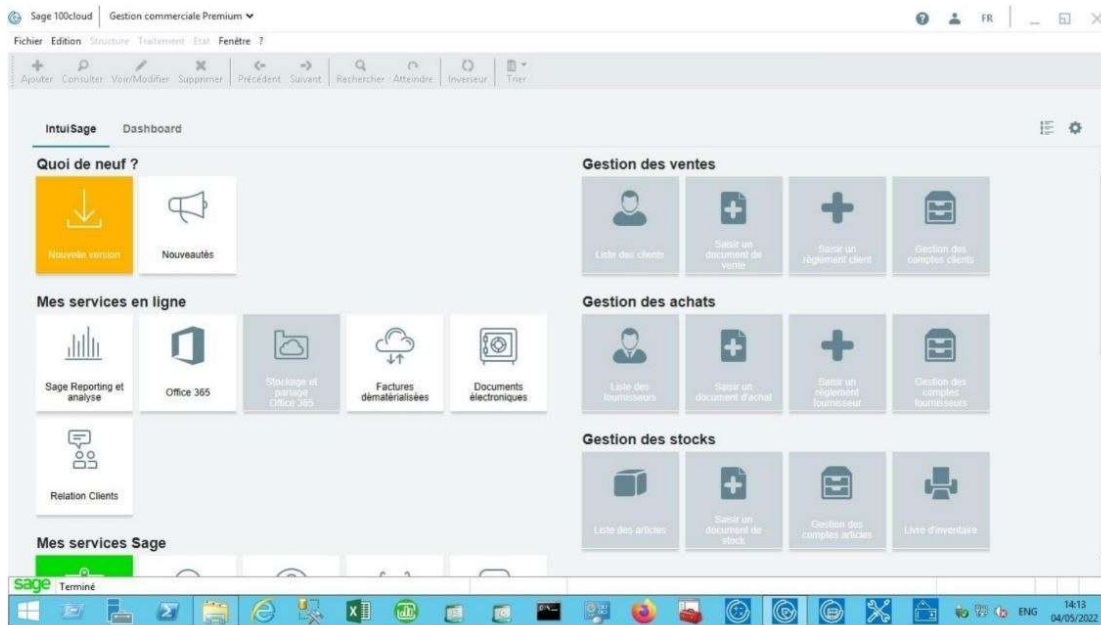 Sage 100cloud Gestion commerciale Premium
FR
Fichier Edition Structure Traitement Etat Fenêtre ?
Ajouter Consulter Voir/Modifier Supprimer Précédent Suivant Rechercher Atteindre Inverseur Trier
IntuiSage Dashboard
Quoi de neuf ?
Nouvelle version
Nouveautés
Mes services en ligne
Sage Reporting et
analyse
Office 365
Stockage et
partage
Office 365
Factures
dématérialisées
Documents
électroniques
Relation Clients
Mes services Sage
Gestion des ventes
Liste des clients
Saisir un
document de
vente
Saisir un
règlement client
Gestion des
comptes clients
Gestion des achats
Liste des
fournisseurs
Saisir un
document d'achat
Saisir un
règlement
fournisseur
Gestion des
comptes
fournisseurs
Gestion des stocks
Liste des articles
Saisir un
document de
stock
Gestion des
comptes articles
Livre d'inventaire
sage Terminé
ENG
14:13
04/05/2022